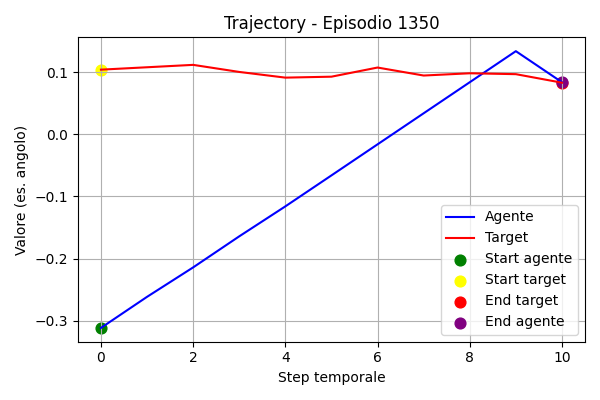 Trajectory - Episodio 1350
Valore (es. angolo)
0.1
0.0
−0.1
−0.2
−0.3
0 2 4 6 8 10
Step temporale
Agente
Target
Start agente
Start target
End target
End agente